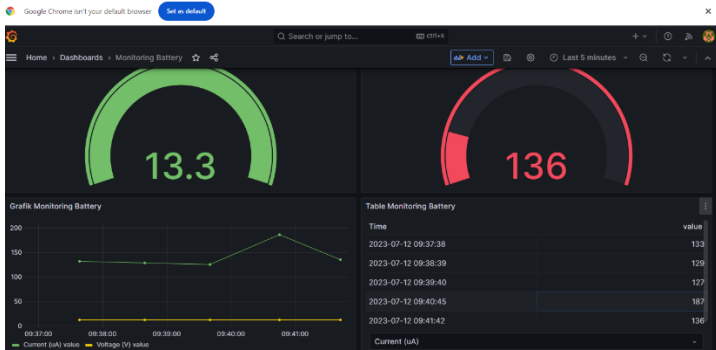 Google Chrome isn't your default browser Set as default
Search or jump to... ctrl+k
Home › Dashboards › Monitoring Battery Add Last 5 minutes
13.3
136
Grafik Monitoring Battery
200
150
100
50
0
09:37:00 09:38:00 09:39:00 09:40:00 09:41:00
Current (uA) value Voltage (V) value
Table Monitoring Battery
Time value
2023-07-12 09:37:38 133
2023-07-12 09:38:39 129
2023-07-12 09:39:40 127
2023-07-12 09:40:45 187
2023-07-12 09:41:42 136
Current (uA)